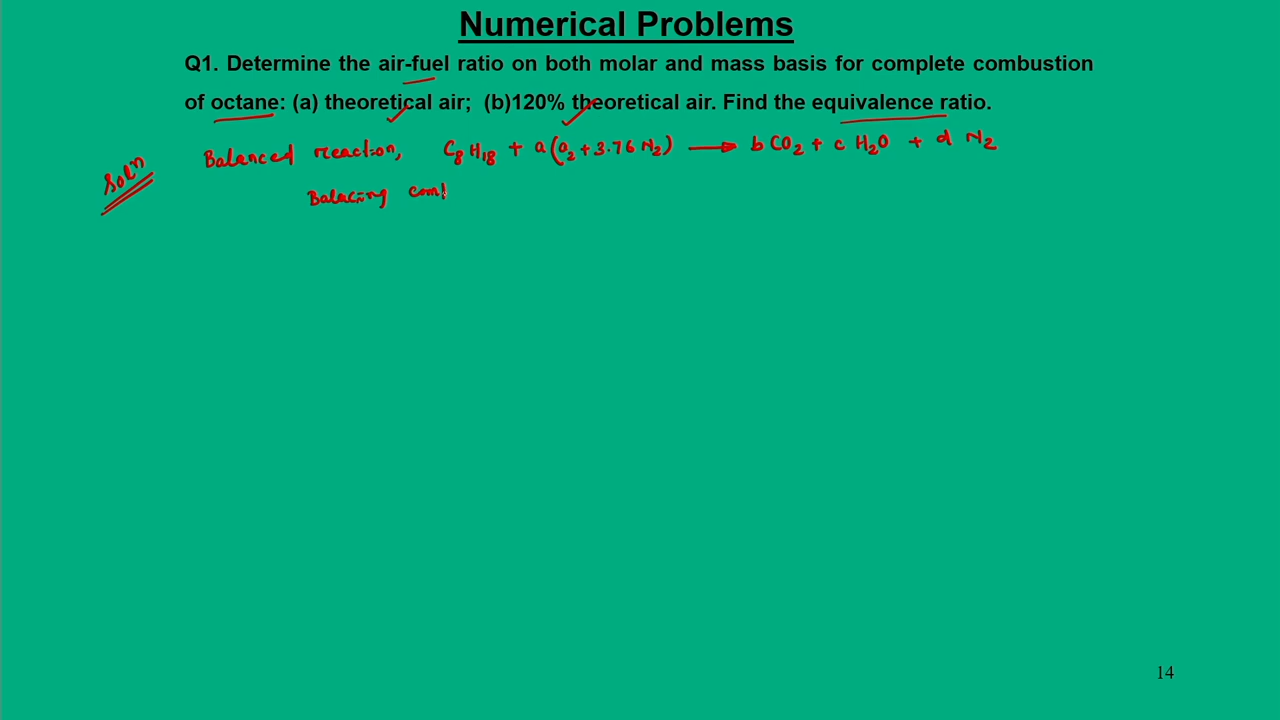 Numerical Problems
Q1. Determine the air-fuel ratio on both molar and mass basis for complete combustion
of octane: (a) theoretical air; (b)120% theoretical air. Find the equivalence ratio.
Solⁿ
Balanced reaction, C₈H₁₈ + a(O₂ + 3.76 N₂) ⟶ b CO₂ + c H₂O + d N₂
Balacing com
14